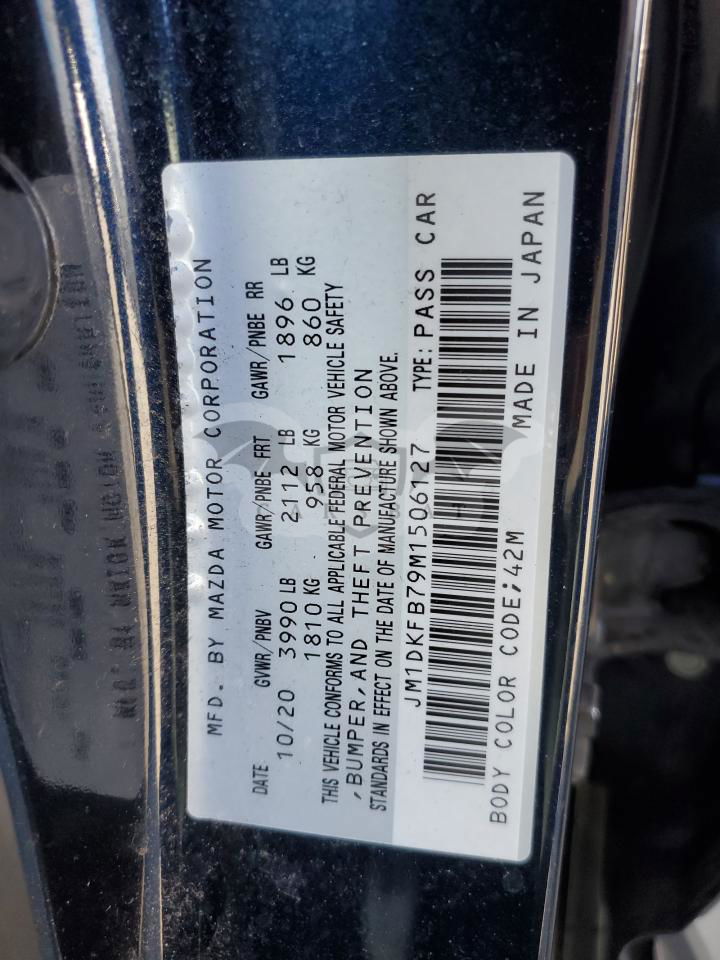 MFD. BY MAZDA MOTOR CORPORATION
DATE GVWR/PNBV GAWR/PNBE FRT GAWR/PNBE RR
10/20 3990 LB 2112 LB 1896 LB
1810 KG 958 KG 860 KG
THIS VEHICLE CONFORMS TO ALL APPLICABLE FEDERAL MOTOR VEHICLE SAFETY
,BUMPER,AND THEFT PREVENTION
STANDARDS IN EFFECT ON THE DATE OF MANUFACTURE SHOWN ABOVE.
JM1DKFB79M1506127 TYPE: PASS CAR
BODY COLOR CODE;42M MADE IN JAPAN